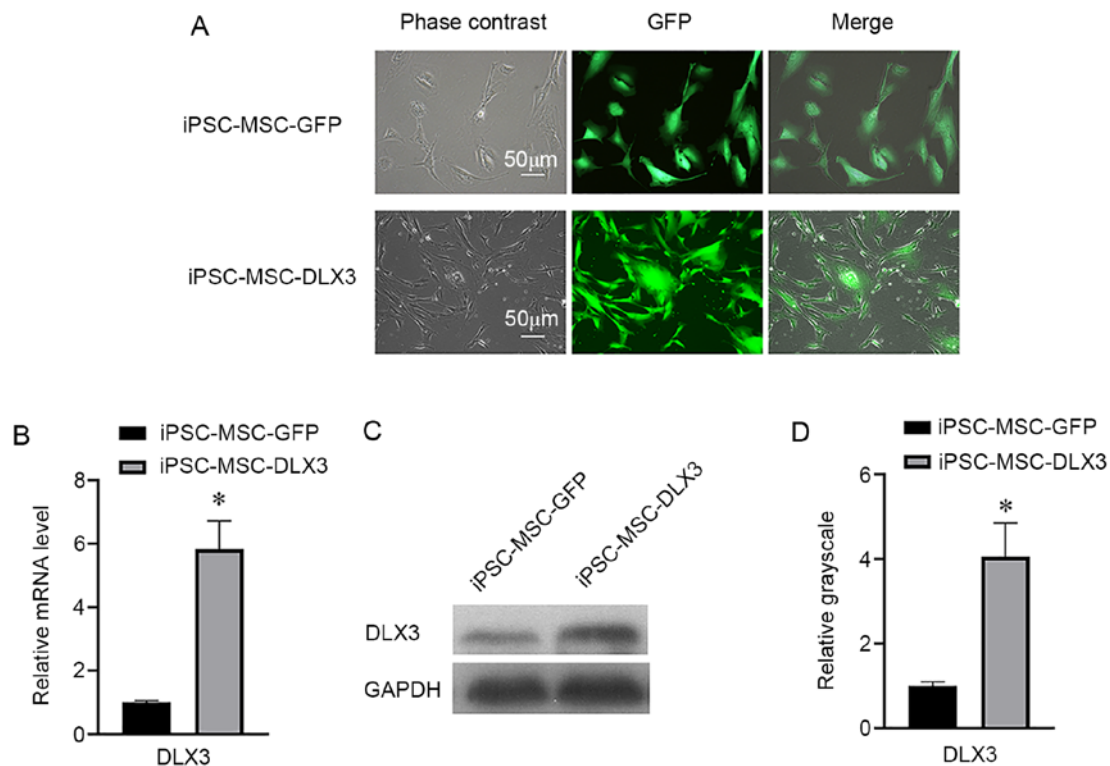 A
Phase contrast
GFP
Merge
iPSC-MSC-GFP
50μm
iPSC-MSC-DLX3
50μm
B
iPSC-MSC-GFP
iPSC-MSC-DLX3
Relative mRNA level
8
6
4
2
0
*
DLX3
C
iPSC-MSC-GFP
iPSC-MSC-DLX3
DLX3
GAPDH
D
iPSC-MSC-GFP
iPSC-MSC-DLX3
Relative grayscale
6
4
2
0
*
DLX3